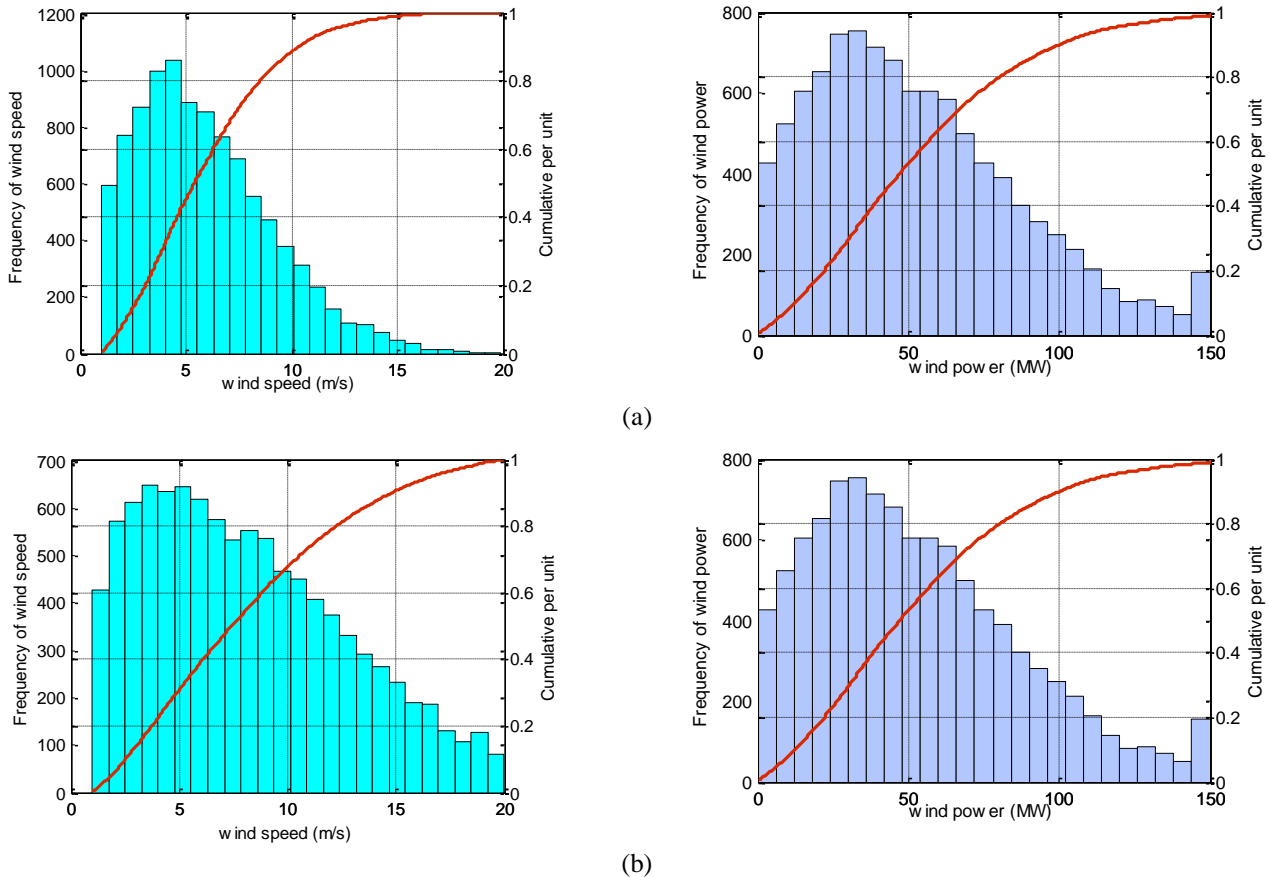 1200
1000
800
600
400
200
0
Frequency of wind speed
0 5 10 15 20
wind speed (m/s)
1
0.8
0.6
0.4
0.2
0
Cumulative per unit
800
600
400
200
0
Frequency of wind power
0 50 100 150
wind power (MW)
1
0.8
0.6
0.4
0.2
0
Cumulative per unit
(a)
700
600
500
400
300
200
100
0
Frequency of wind speed
0 5 10 15 20
wind speed (m/s)
1
0.8
0.6
0.4
0.2
0
Cumulative per unit
800
600
400
200
0
Frequency of wind power
0 50 100 150
wind power (MW)
1
0.8
0.6
0.4
0.2
0
Cumulative per unit
(b)